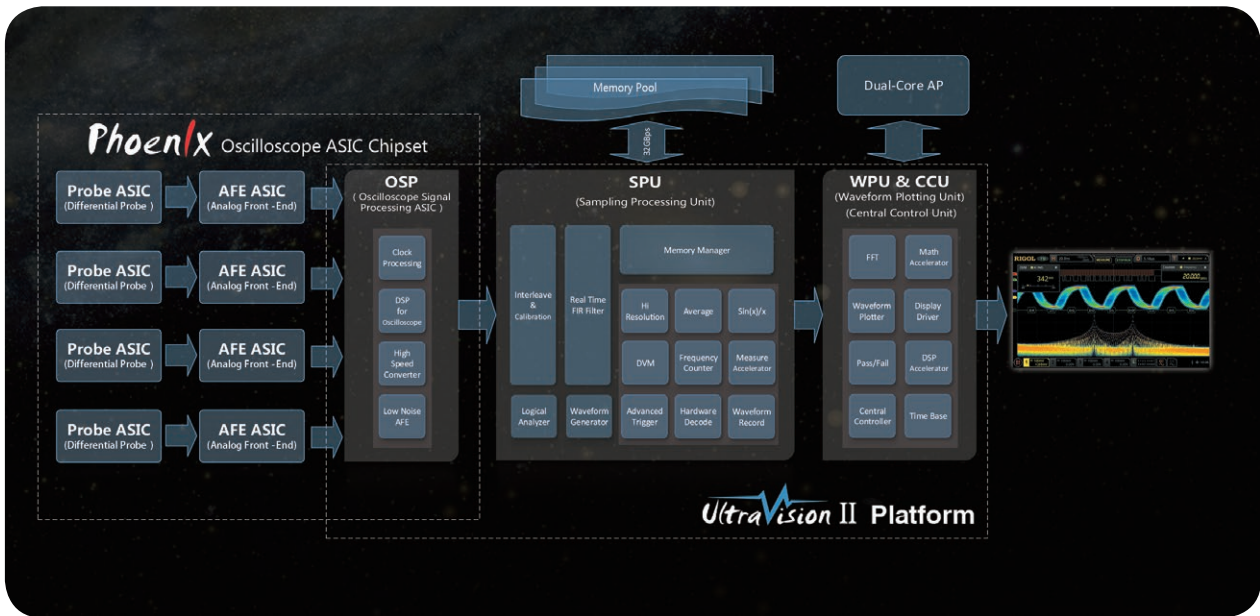 Memory Pool
Dual-Core AP
32GBps
PhoenIx Oscilloscope ASIC Chipset
Probe ASIC
(Differential Probe )
AFE ASIC
(Analog Front -End)
Probe ASIC
(Differential Probe )
AFE ASIC
(Analog Front -End)
Probe ASIC
(Differential Probe )
AFE ASIC
(Analog Front -End)
Probe ASIC
(Differential Probe )
AFE ASIC
(Analog Front -End)
OSP
( Oscilloscope Signal
Processing ASIC )
Clock
Processing
DSP
for
Oscilloscope
High
Speed
Converter
Low Noise
AFE
SPU
(Sampling Processing Unit)
Interleave
&
Calibration
Real Time
FIR Filter
Memory Manager
Hi
Resolution
Average
Sin(x)/x
DVM
Frequency
Counter
Measure
Accelerator
Logical
Analyzer
Waveform
Generator
Advanced
Trigger
Hardware
Decode
Waveform
Record
WPU & CCU
(Waveform Plotting Unit)
(Central Control Unit)
FFT
Math
Accelerator
Waveform
Plotter
Display
Driver
Pass/Fail
DSP
Accelerator
Central
Controller
Time Base
RIGOL
342
20.000
UltraVision II Platform